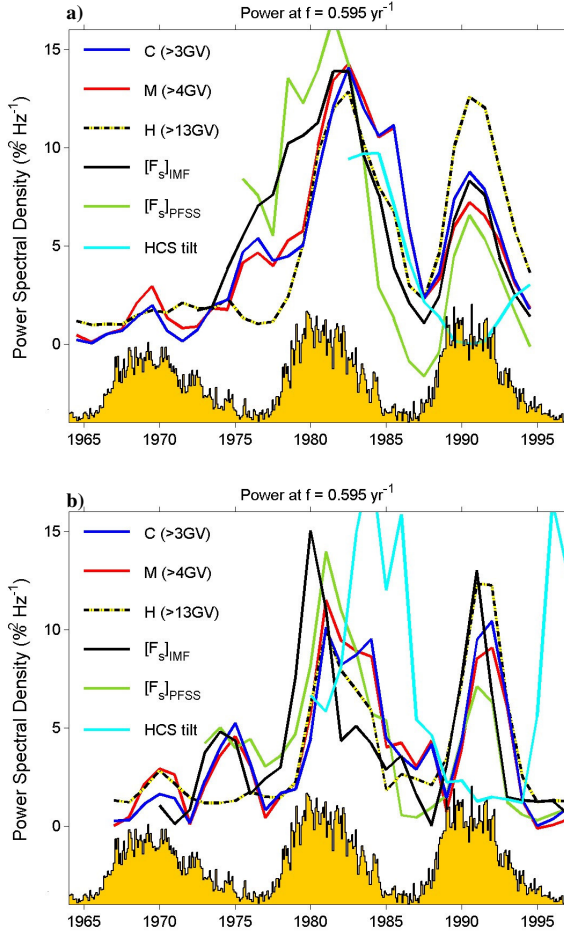 a)
Power at f = 0.595 yr⁻¹
Power Spectral Density (%² Hz⁻¹)
15
10
5
0
C (>3GV)
M (>4GV)
H (>13GV)
[Fₛ]IMF
[Fₛ]PFSS
HCS tilt
1965 1970 1975 1980 1985 1990 1995
b)
Power at f = 0.595 yr⁻¹
Power Spectral Density (%² Hz⁻¹)
15
10
5
0
C (>3GV)
M (>4GV)
H (>13GV)
[Fₛ]IMF
[Fₛ]PFSS
HCS tilt
1965 1970 1975 1980 1985 1990 1995